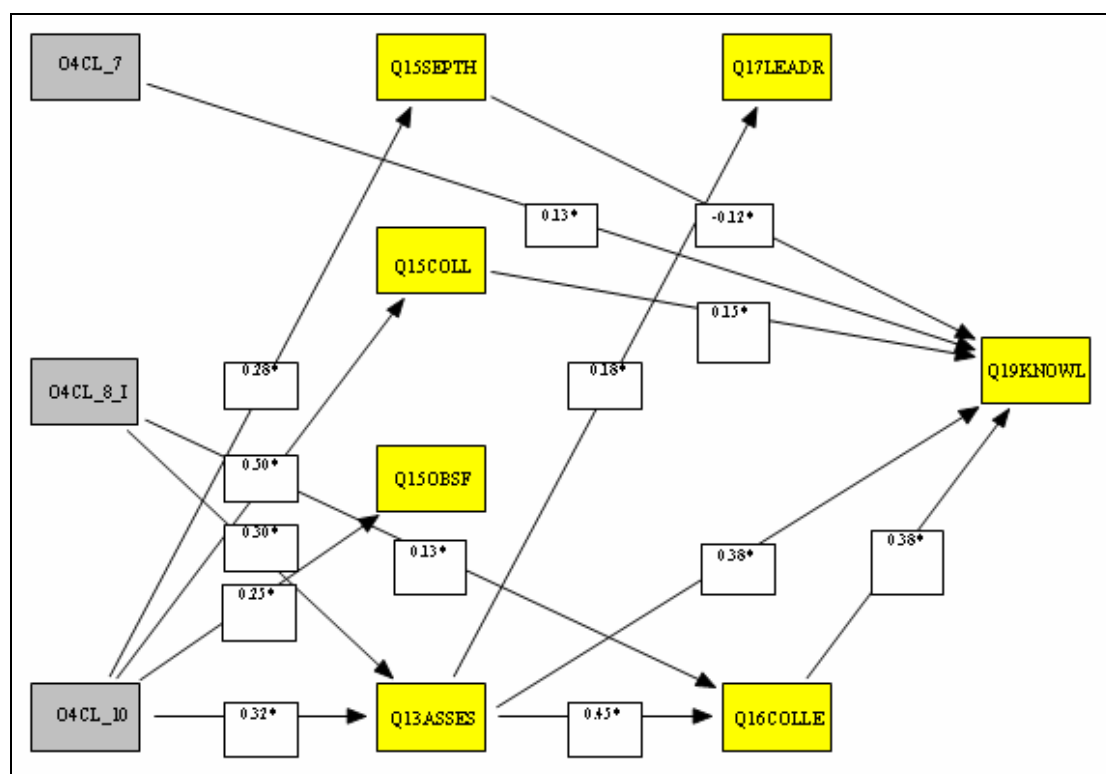 O4CL_7
Q15SEPTH
Q17LEADR
0.13*
-0.12*
Q15COLL
0.15*
Q19KNOWL
0.28*
0.18*
O4CL_8_I
0.50*
Q15OBSF
0.30*
0.13*
0.38*
0.38*
0.25*
O4CL_10
0.32*
Q13ASSES
0.45*
Q16COLLE